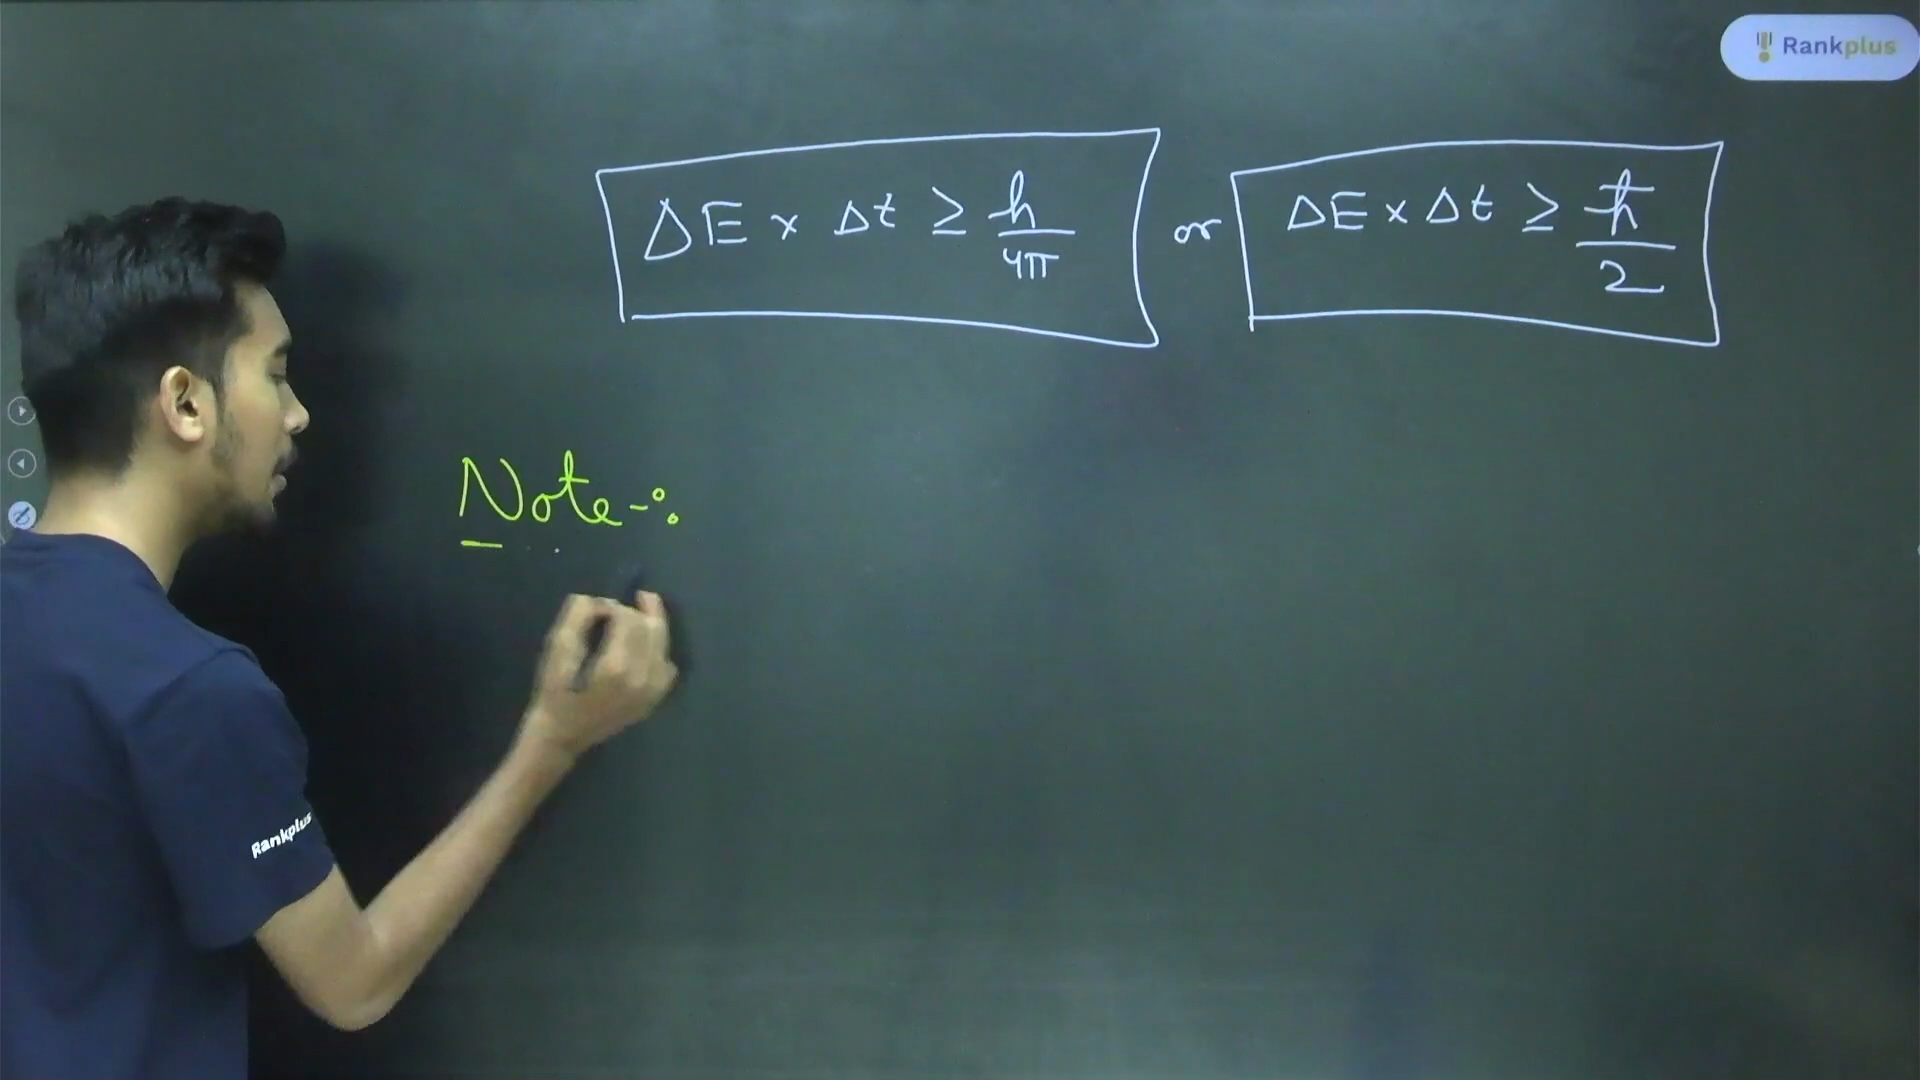 Rankplus
ΔE × Δt ≥ h/4π or ΔE × Δt ≥ ħ/2
Note-:
Rankplus